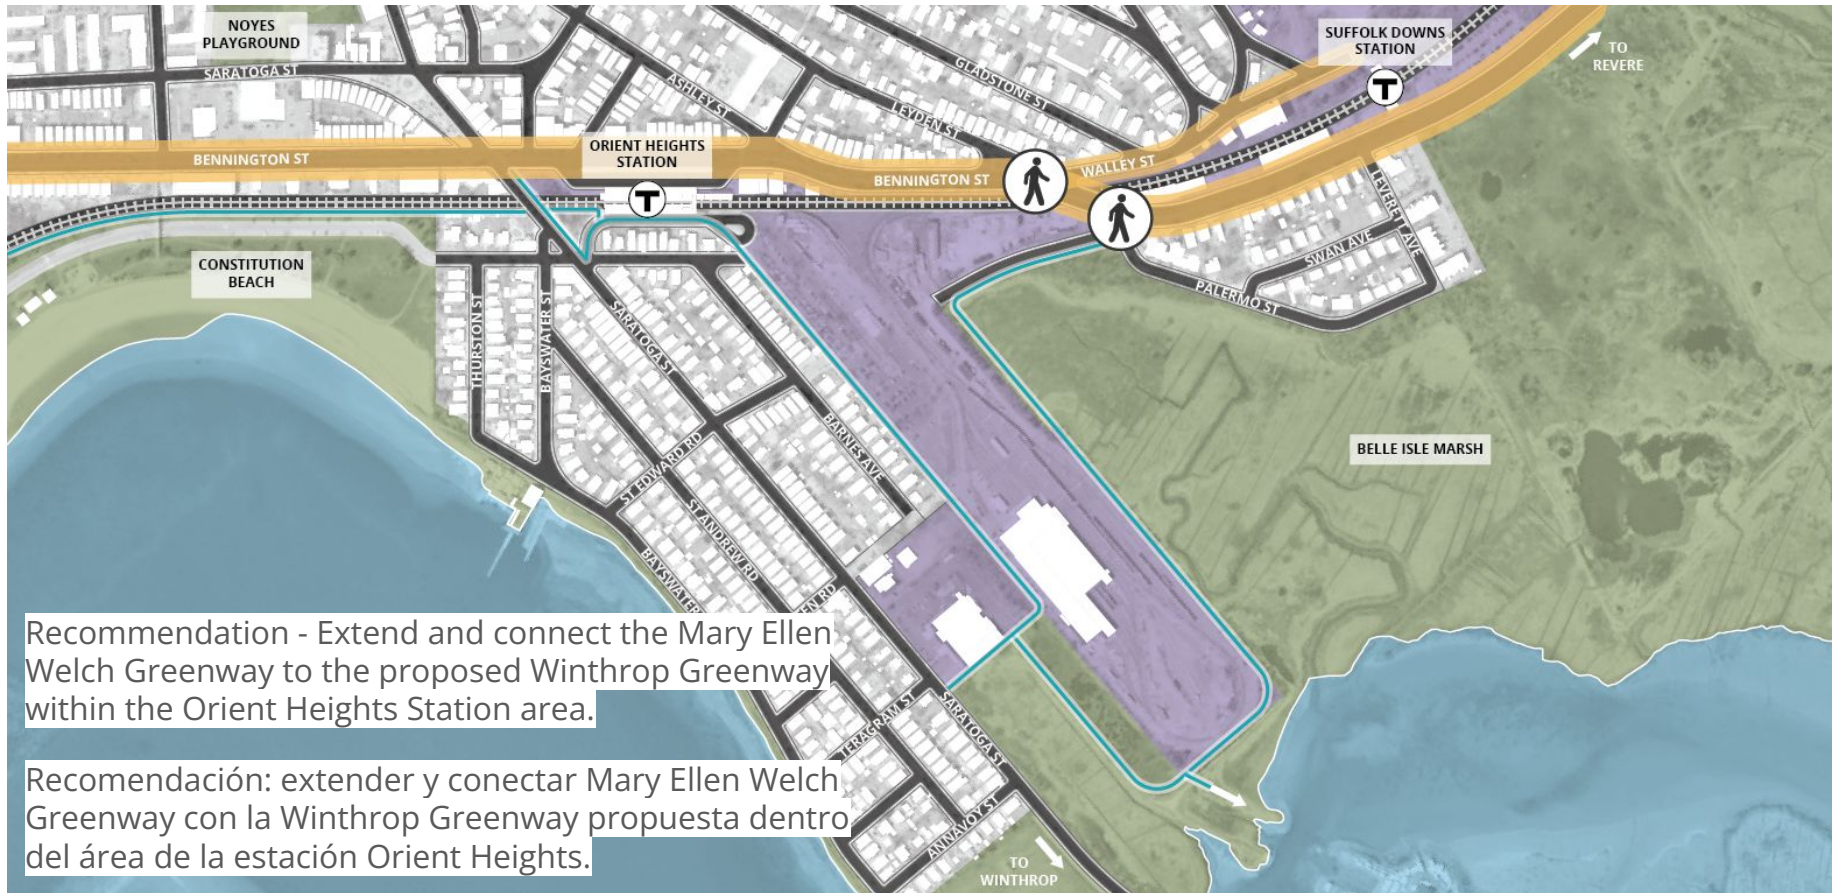 NOYES
PLAYGROUND
SARATOGA ST
ASHLEY ST
LEYDEN ST
GLADSTONE ST
SUFFOLK DOWNS
STATION
T
TO
REVERE
BENNINGTON ST
ORIENT HEIGHTS
STATION
T
BENNINGTON ST
WALLEY ST
LEVERETT AVE
SWAN AVE
PALERMO ST
CONSTITUTION
BEACH
THURSTON ST
BAYSWATER ST
SARATOGA ST
BARNES AVE
ST EDWARD RD
ST ANDREW RD
BAYSWATER
EN RD
BELLE ISLE MARSH
TERAGRAM ST
SARATOGA ST
ANNAVOY ST
TO
WINTHROP
Recommendation - Extend and connect the Mary Ellen
Welch Greenway to the proposed Winthrop Greenway
within the Orient Heights Station area.
Recomendación: extender y conectar Mary Ellen Welch
Greenway con la Winthrop Greenway propuesta dentro
del área de la estación Orient Heights.